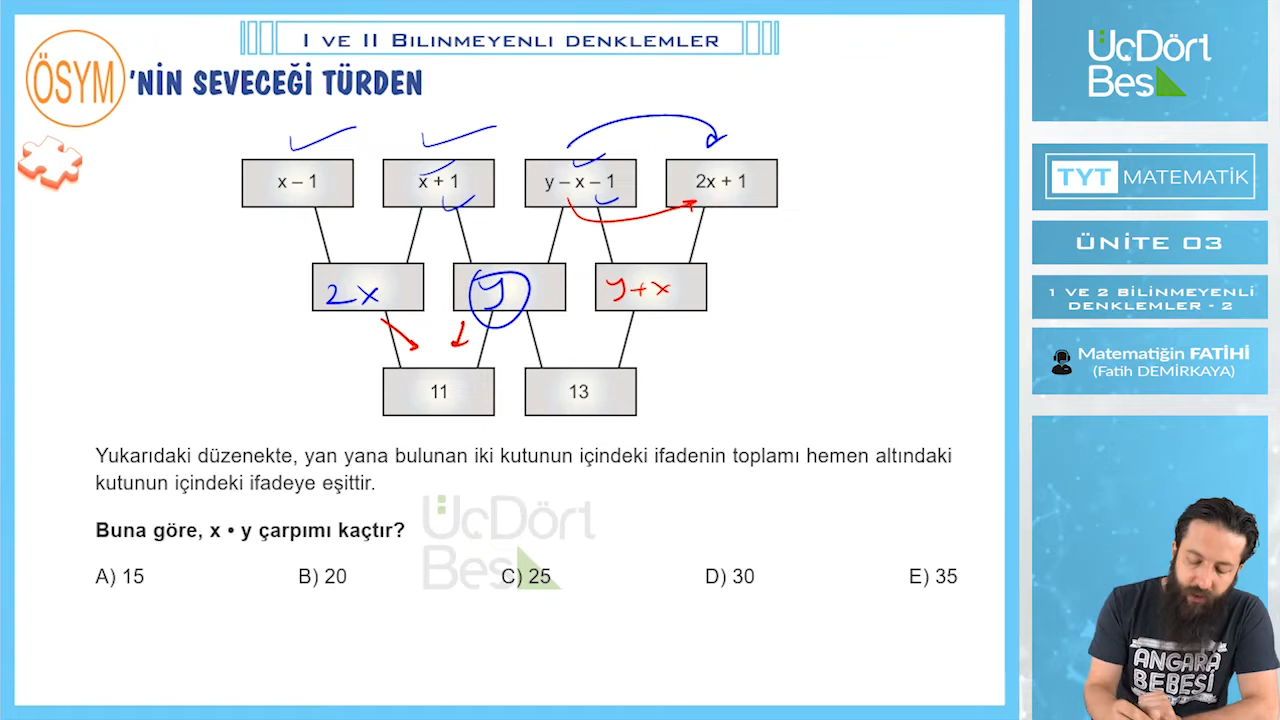 I VE II BILINMEYENLI DENKLEMLER
ÖSYM'NİN SEVECEĞİ TÜRDEN
x – 1
x + 1
y – x – 1
2x + 1
2x
y
y+x
11
13
Yukarıdaki düzenekte, yan yana bulunan iki kutunun içindeki ifadenin toplamı hemen altındaki
kutunun içindeki ifadeye eşittir.
Buna göre, x • y çarpımı kaçtır?
A) 15
B) 20
C) 25
D) 30
E) 35
ÜçDört
Beş
ÜçDört
Beş
TYT MATEMATİK
ÜNİTE 03
1 VE 2 BİLİNMEYENLİ
DENKLEMLER - 2
Matematiğin FATİHİ
(Fatih DEMİRKAYA)
ANGARA
BEBESİ